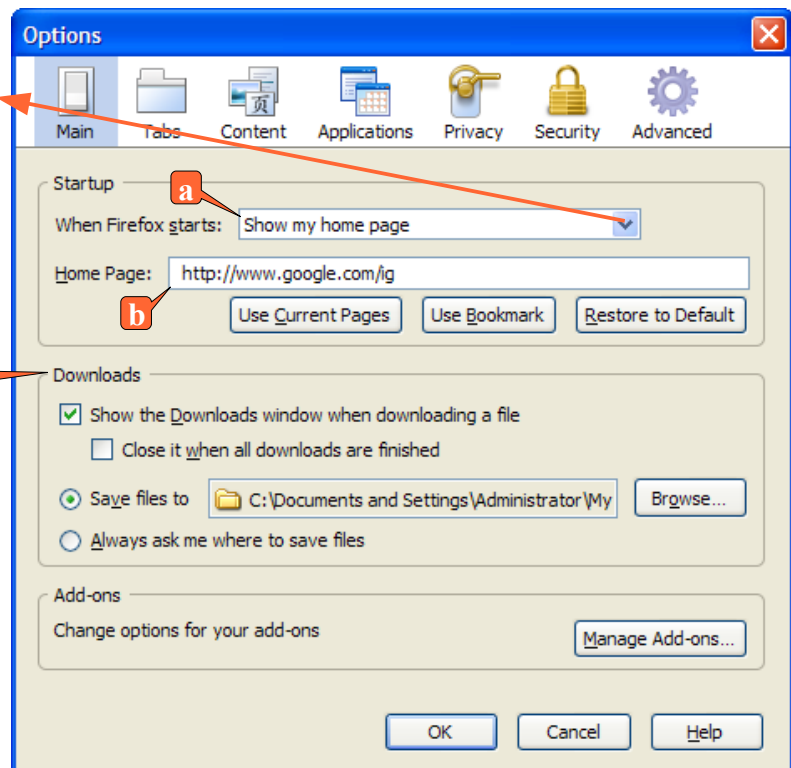 Options
Main Tabs Content Applications Privacy Security Advanced
页
Startup
a
When Firefox starts: Show my home page
Home Page: http://www.google.com/ig
b
Use Current Pages Use Bookmark Restore to Default
Downloads
Show the Downloads window when downloading a file
Close it when all downloads are finished
Save files to C:\Documents and Settings\Administrator\My Browse...
Always ask me where to save files
Add-ons
Change options for your add-ons Manage Add-ons...
OK Cancel Help